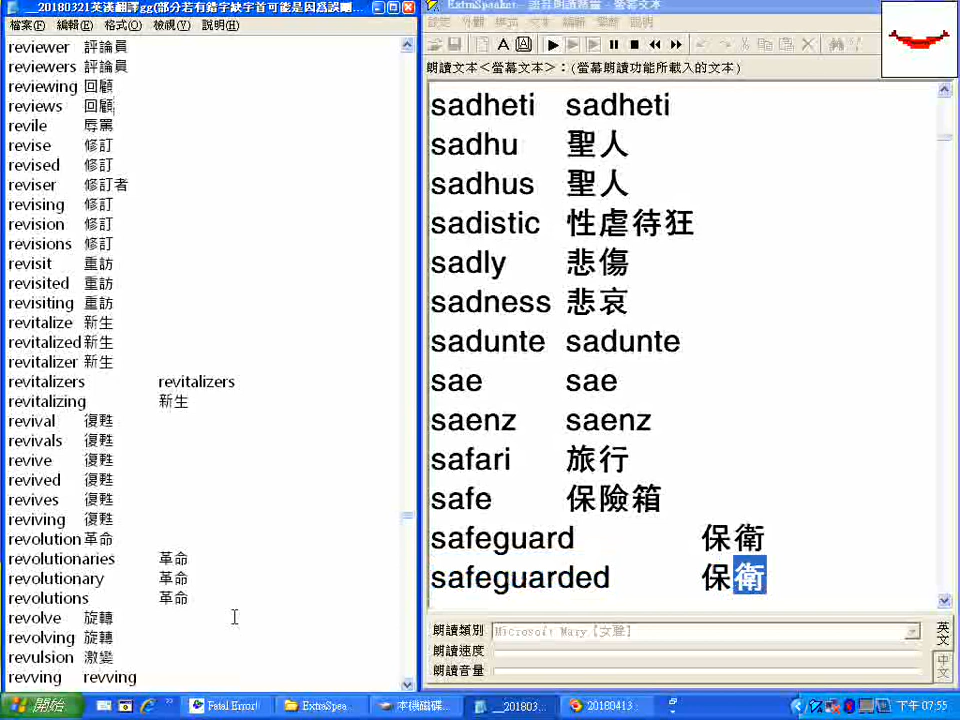 __20180321英漢翻譯gg(部分若有錯字缺字首可能是因為誤刪
檔案(F) 編輯(E) 格式(O) 檢視(V) 說明(H)
reviewer 評論員
reviewers 評論員
reviewing 回顧
reviews 回顧
revile 辱罵
revise 修訂
revised 修訂
reviser 修訂者
revising 修訂
revision 修訂
revisions 修訂
revisit 重訪
revisited 重訪
revisiting 重訪
revitalize 新生
revitalized 新生
revitalizer 新生
revitalizers revitalizers
revitalizing 新生
revival 復甦
revivals 復甦
revive 復甦
revived 復甦
revives 復甦
reviving 復甦
revolution 革命
revolutionaries 革命
revolutionary 革命
revolutions 革命
revolve 旋轉
revolving 旋轉
revulsion 激變
revving revving
朗讀文本<螢幕文本>：(螢幕朗讀功能所載入的文本)
sadheti sadheti
sadhu 聖人
sadhus 聖人
sadistic 性虐待狂
sadly 悲傷
sadness 悲哀
sadunte sadunte
sae sae
saenz saenz
safari 旅行
safe 保險箱
safeguard 保衛
safeguarded 保衛
朗讀類別 Microsoft Mary【女聲】
朗讀速度
朗讀音量
英文
中文
開始 Fatal Error! ExtraSpea 本機磁碟... __201803... 20180413 下午 07:55